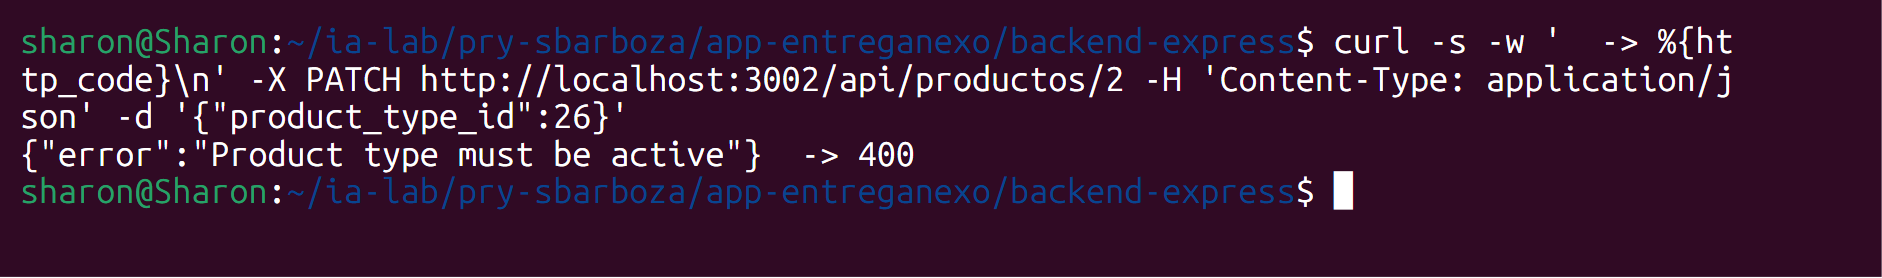 sharon@Sharon:~/ia-lab/pry-sbarboza/app-entreganexo/backend-express$ curl -s -w '  -> %{ht
tp_code}\n' -X PATCH http://localhost:3002/api/productos/2 -H 'Content-Type: application/j
son' -d '{"product_type_id":26}'
{"error":"Product type must be active"}  -> 400
sharon@Sharon:~/ia-lab/pry-sbarboza/app-entreganexo/backend-express$